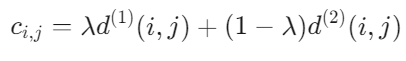 c_{i,j} = λd^{(1)}(i, j) + (1 − λ)d^{(2)}(i, j)